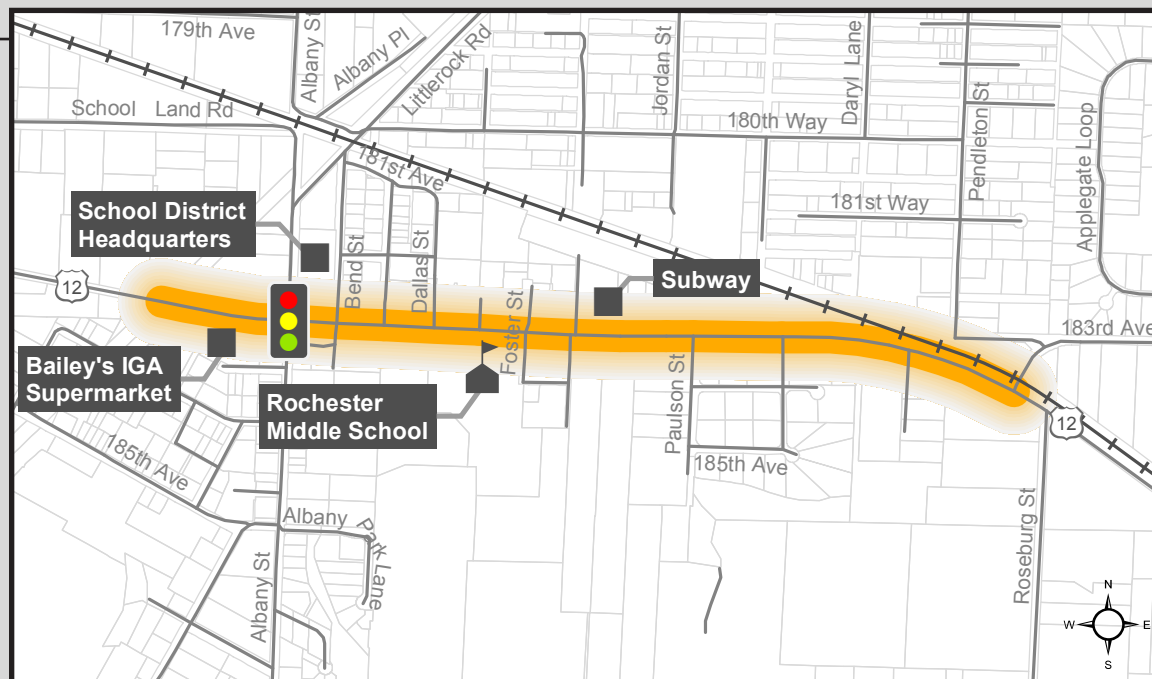 179th Ave
Albany St
Albany Pl
Littlerock Rd
Jordan St
Daryl Lane
Pendleton St
Applegate Loop
School Land Rd
180th Way
181st Ave
181st Way
School District
Headquarters
Bend St
Dallas St
Foster St
Subway
12
183rd Ave
Bailey's IGA
Supermarket
Rochester
Middle School
Paulson St
12
185th Ave
185th Ave
Albany Park Lane
Albany St
Roseburg St
N
W
E
S